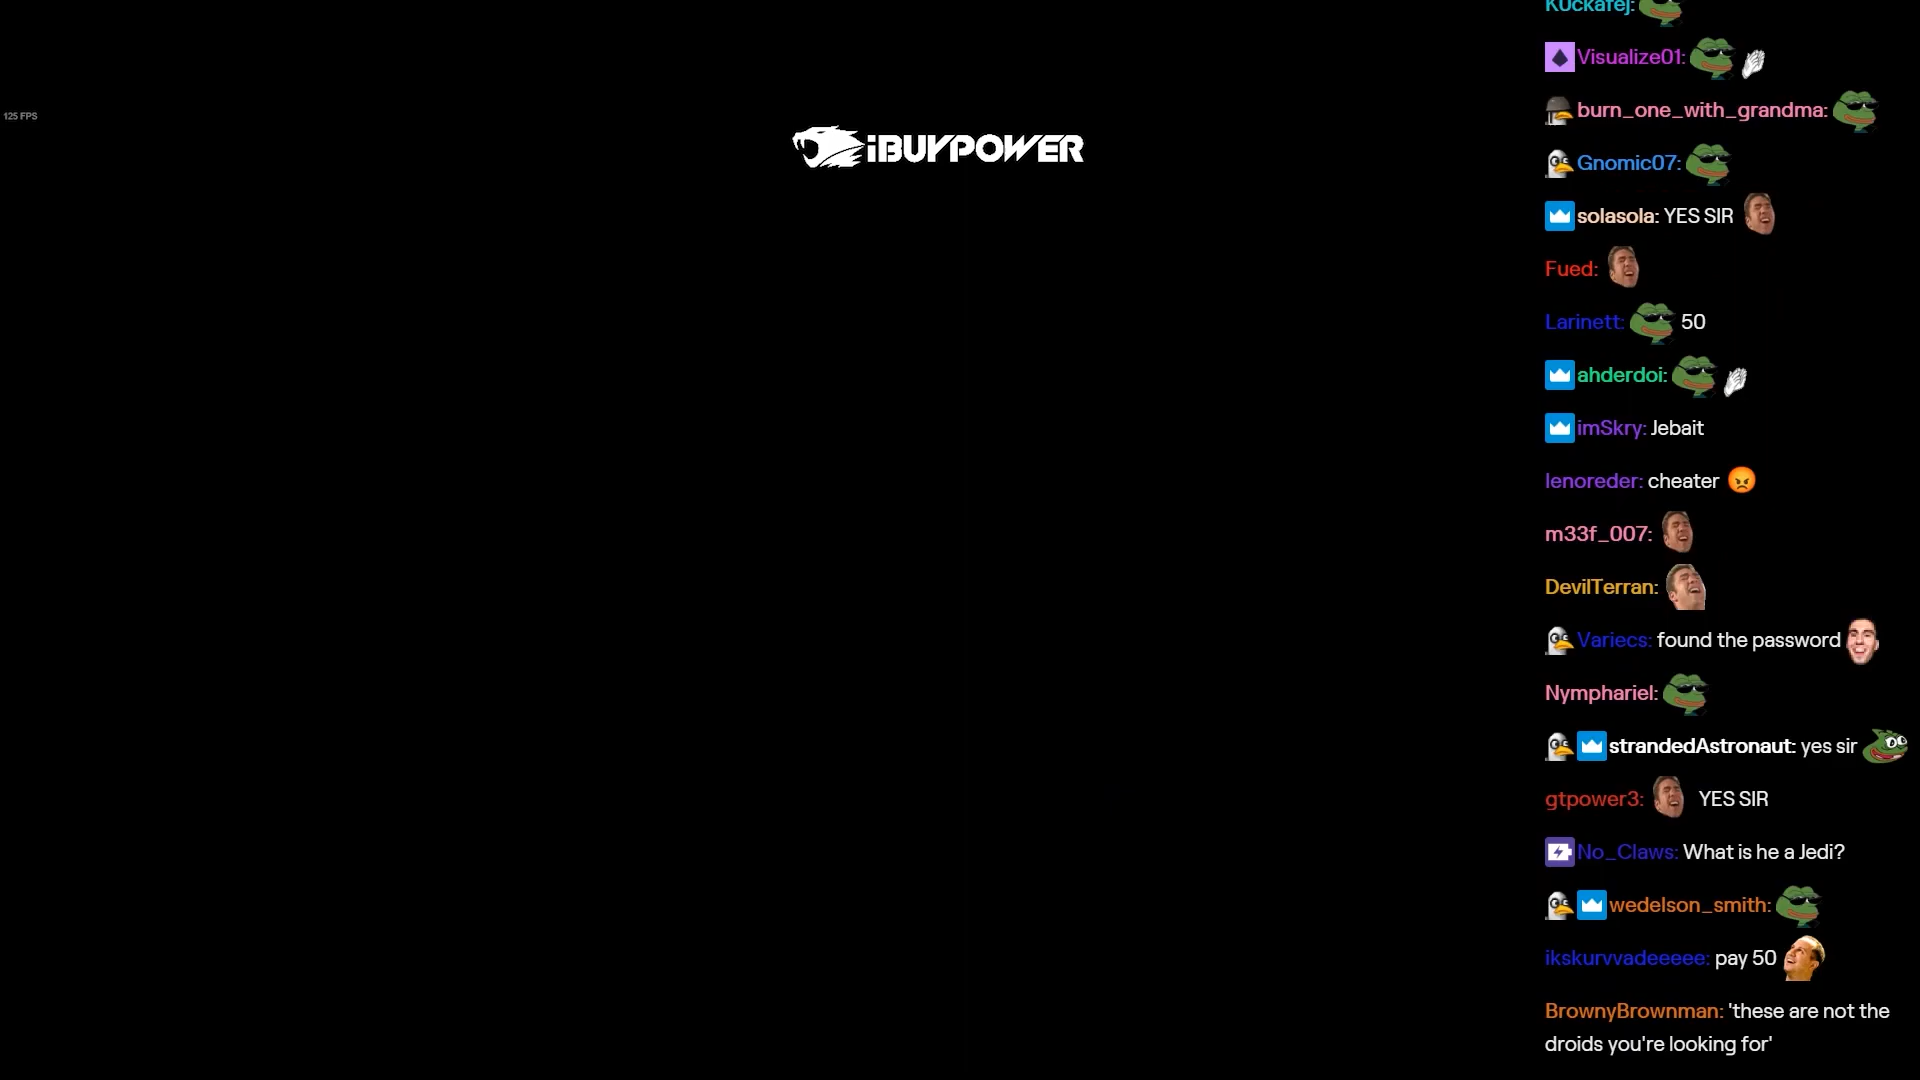 K0ckafej:
Visualize01:
125 FPS
iBUYPOWER
burn_one_with_grandma:
Gnomic07:
solasola: YES SIR
Fued:
Larinett: 50
ahderdoi:
imSkry: Jebait
lenoreder: cheater 😡
m33f_007:
DevilTerran:
Variecs: found the password
Nymphariel:
strandedAstronaut: yes sir
gtpower3: YES SIR
No_Claws: What is he a Jedi?
wedelson_smith:
ikskurvvadeeeee: pay 50
BrownyBrownman: 'these are not the
droids you're looking for'